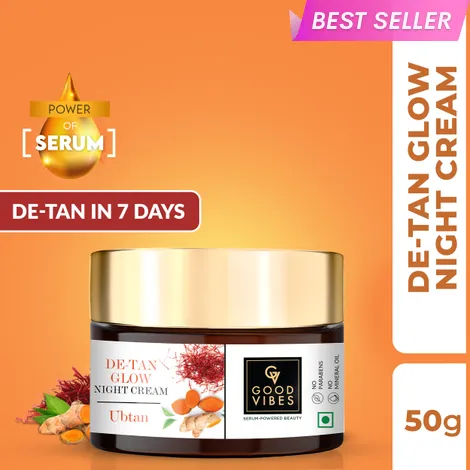 BEST SELLER
POWER
OF
SERUM
DE-TAN IN 7 DAYS
DE-TAN
GLOW
NIGHT CREAM
Ubtan
GV
GOOD
VIBES
SERUM-POWERED BEAUTY
NO
PARABENS
NO
MINERAL OIL
DE-TAN GLOW
NIGHT CREAM
50g